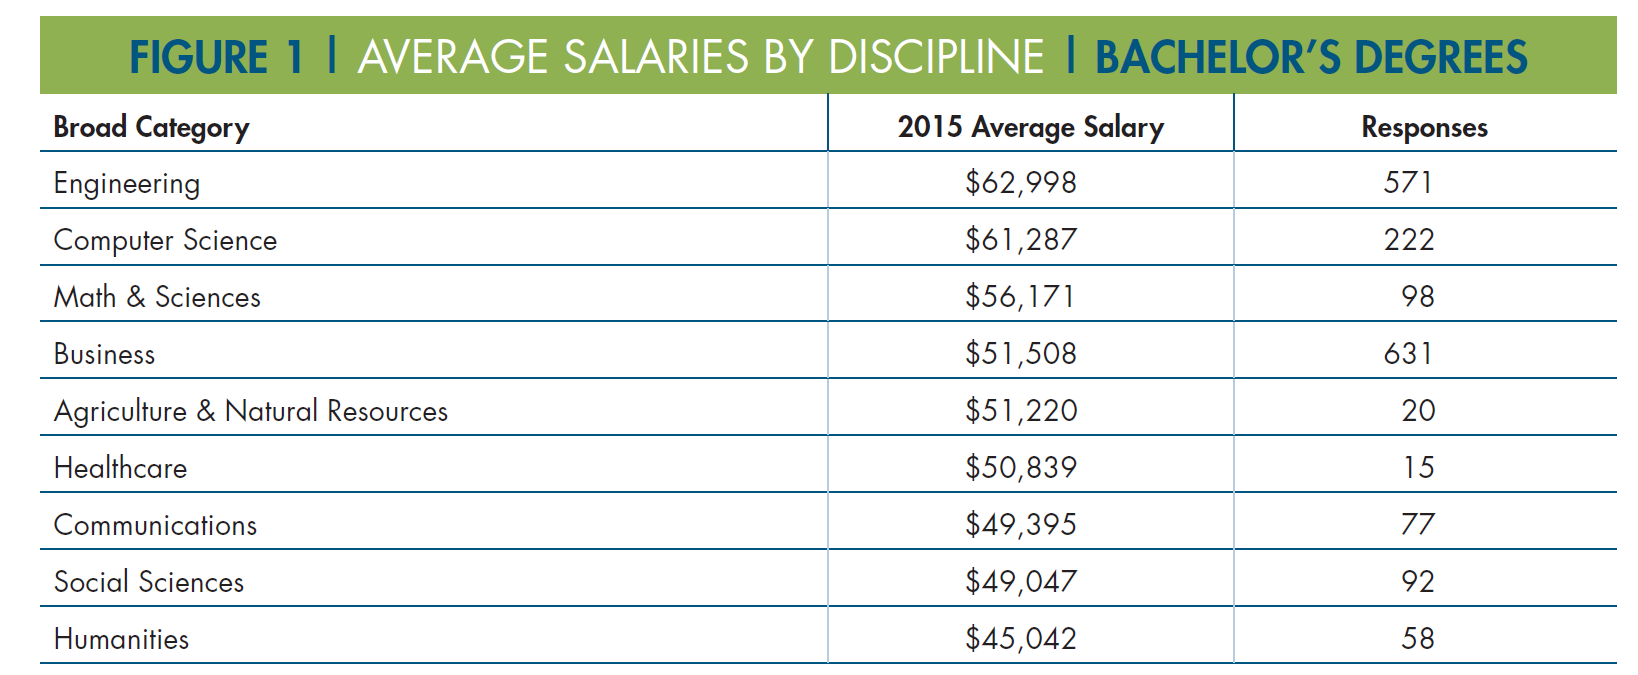 FIGURE 1 | AVERAGE SALARIES BY DISCIPLINE | BACHELOR’S DEGREES
Broad Category 2015 Average Salary Responses
Engineering $62,998 571
Computer Science $61,287 222
Math & Sciences $56,171 98
Business $51,508 631
Agriculture & Natural Resources $51,220 20
Healthcare $50,839 15
Communications $49,395 77
Social Sciences $49,047 92
Humanities $45,042 58